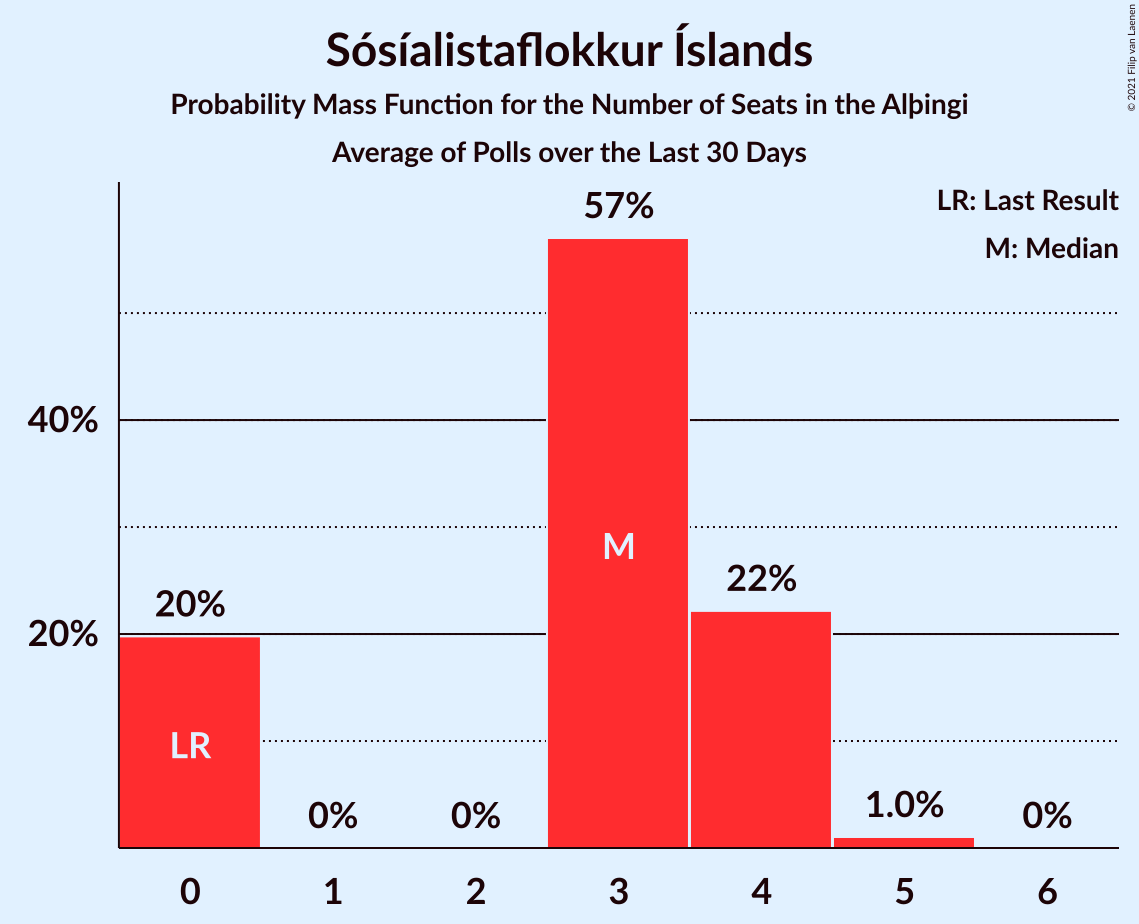 Sósíalistaflokkur Íslands
Probability Mass Function for the Number of Seats in the Alþingi
Average of Polls over the Last 30 Days
© 2021 Filip van Laenen
LR: Last Result
M: Median
57%
40%
M
22%
20%
20%
LR
0%
0%
1.0%
0%
0 1 2 3 4 5 6